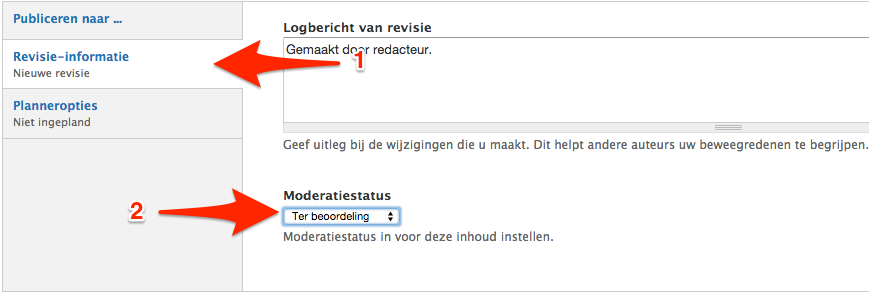 Publiceren naar ...
Revisie-informatie
Nieuwe revisie
Planneropties
Niet ingepland
1
Logbericht van revisie
Gemaakt door redacteur.
Geef uitleg bij de wijzigingen die u maakt. Dit helpt andere auteurs uw beweegredenen te begrijpen.
2
Moderatiestatus
Ter beoordeling
Moderatiestatus in voor deze inhoud instellen.